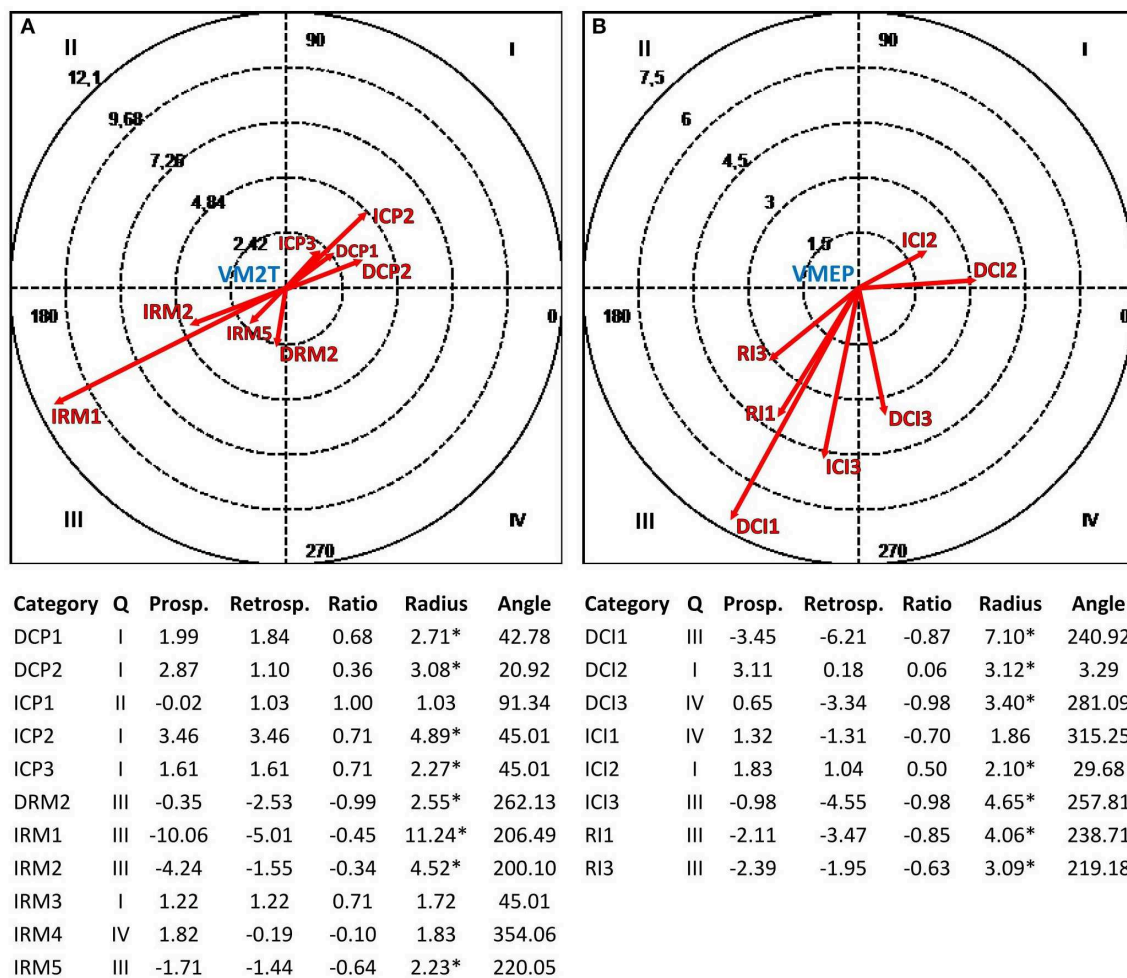 A
II
90
I
12,1
9,68
7,26
4,84
2,42
ICP3
ICP2
DCP1
DCP2
VM2T
180
0
IRM2
IRM5
DRM2
IRM1
III
IV
270
B
II
90
I
7,5
6
4,5
3
1,5
ICI2
DCI2
VMEP
180
0
RI3
RI1
DCI3
ICI3
DCI1
III
IV
270
Category Q Prosp. Retrosp. Ratio Radius Angle
DCP1 I 1.99 1.84 0.68 2.71* 42.78
DCP2 I 2.87 1.10 0.36 3.08* 20.92
ICP1 II -0.02 1.03 1.00 1.03 91.34
ICP2 I 3.46 3.46 0.71 4.89* 45.01
ICP3 I 1.61 1.61 0.71 2.27* 45.01
DRM2 III -0.35 -2.53 -0.99 2.55* 262.13
IRM1 III -10.06 -5.01 -0.45 11.24* 206.49
IRM2 III -4.24 -1.55 -0.34 4.52* 200.10
IRM3 I 1.22 1.22 0.71 1.72 45.01
IRM4 IV 1.82 -0.19 -0.10 1.83 354.06
IRM5 III -1.71 -1.44 -0.64 2.23* 220.05
Category Q Prosp. Retrosp. Ratio Radius Angle
DCI1 III -3.45 -6.21 -0.87 7.10* 240.92
DCI2 I 3.11 0.18 0.06 3.12* 3.29
DCI3 IV 0.65 -3.34 -0.98 3.40* 281.09
ICI1 IV 1.32 -1.31 -0.70 1.86 315.25
ICI2 I 1.83 1.04 0.50 2.10* 29.68
ICI3 III -0.98 -4.55 -0.98 4.65* 257.81
RI1 III -2.11 -3.47 -0.85 4.06* 238.71
RI3 III -2.39 -1.95 -0.63 3.09* 219.18